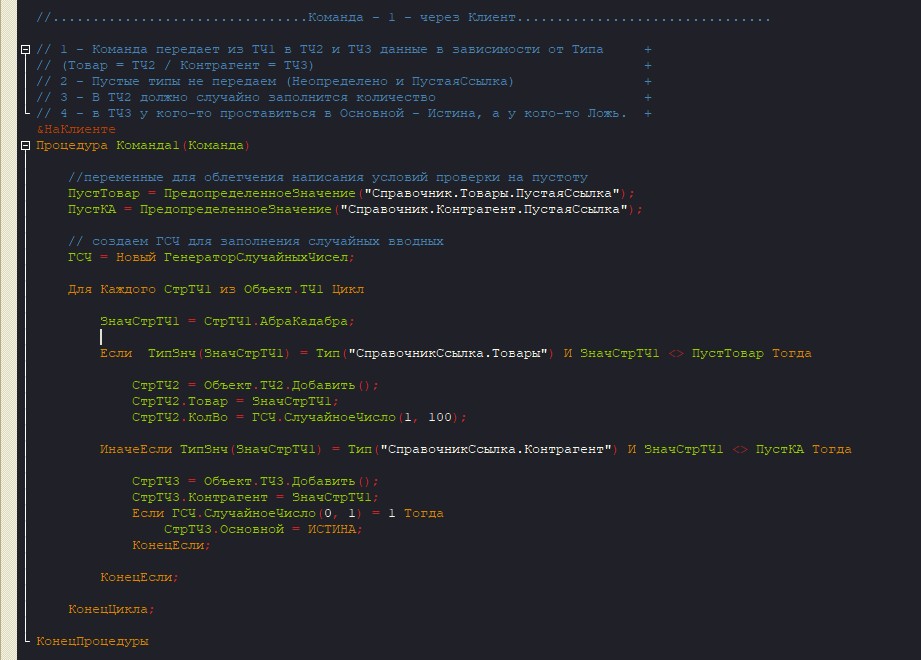 //................................Команда - 1 - через Клиент................................
// 1 - Команда передает из ТЧ1 в ТЧ2 и ТЧ3 данные в зависимости от Типа     +
// (Товар = ТЧ2 / Контрагент = ТЧ3)     +
// 2 - Пустые типы не передаем (Неопределено и ПустаяСсылка)     +
// 3 - В ТЧ2 должно случайно заполнится количество     +
// 4 - в ТЧ3 у кого-то проставиться в Основной - Истина, а у кого-то Ложь.  +
&НаКлиенте
Процедура Команда1(Команда)
//переменные для облегчения написания условий проверки на пустоту
ПустТовар = ПредопределенноеЗначение("Справочник.Товары.ПустаяСсылка");
ПустКА = ПредопределенноеЗначение("Справочник.Контрагент.ПустаяСсылка");
// создаем ГСЧ для заполнения случайных вводных
ГСЧ = Новый ГенераторСлучайныхЧисел;
Для Каждого СтрТЧ1 из Объект.ТЧ1 Цикл
ЗначСтрТЧ1 = СтрТЧ1.АбраКадабра;
Если  ТипЗнч(ЗначСтрТЧ1) = Тип("СправочникСсылка.Товары") И ЗначСтрТЧ1 <> ПустТовар Тогда
СтрТЧ2 = Объект.ТЧ2.Добавить();
СтрТЧ2.Товар = ЗначСтрТЧ1;
СтрТЧ2.КолВо = ГСЧ.СлучайноеЧисло(1, 100);
ИначеЕсли ТипЗнч(ЗначСтрТЧ1) = Тип("СправочникСсылка.Контрагент") И ЗначСтрТЧ1 <> ПустКА Тогда
СтрТЧ3 = Объект.ТЧ3.Добавить();
СтрТЧ3.Контрагент = ЗначСтрТЧ1;
Если ГСЧ.СлучайноеЧисло(0, 1) = 1 Тогда
СтрТЧ3.Основной = ИСТИНА;
КонецЕсли;
КонецЕсли;
КонецЦикла;
КонецПроцедуры